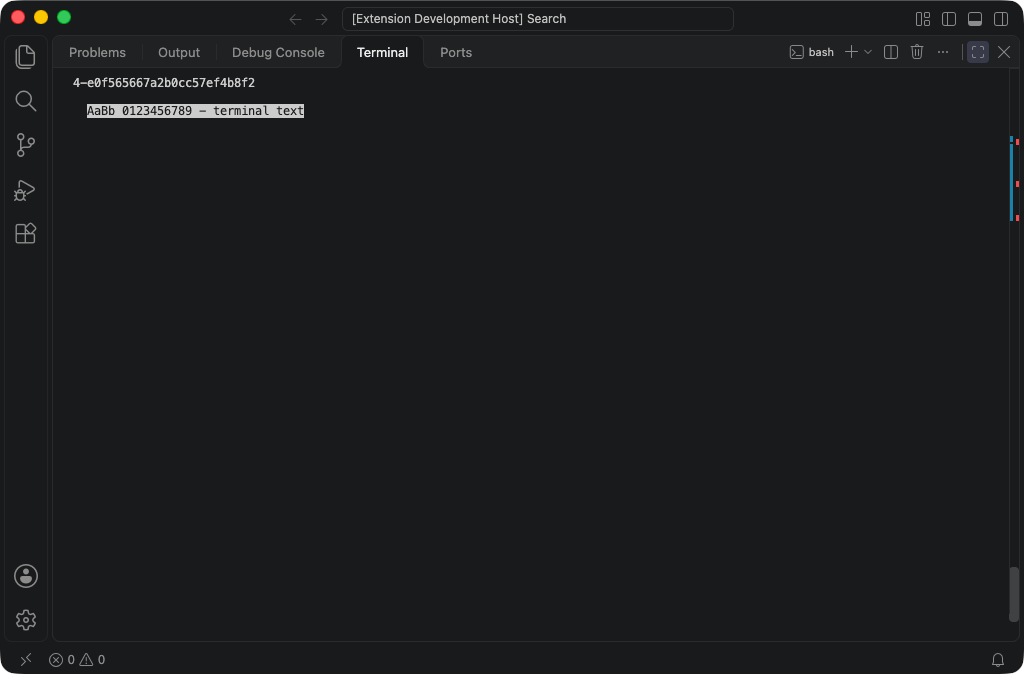 [Extension Development Host] Search
Problems Output Debug Console Terminal Ports bash
4-e0f565667a2b0cc57ef4b8f2
AaBb 0123456789 — terminal text
0 0